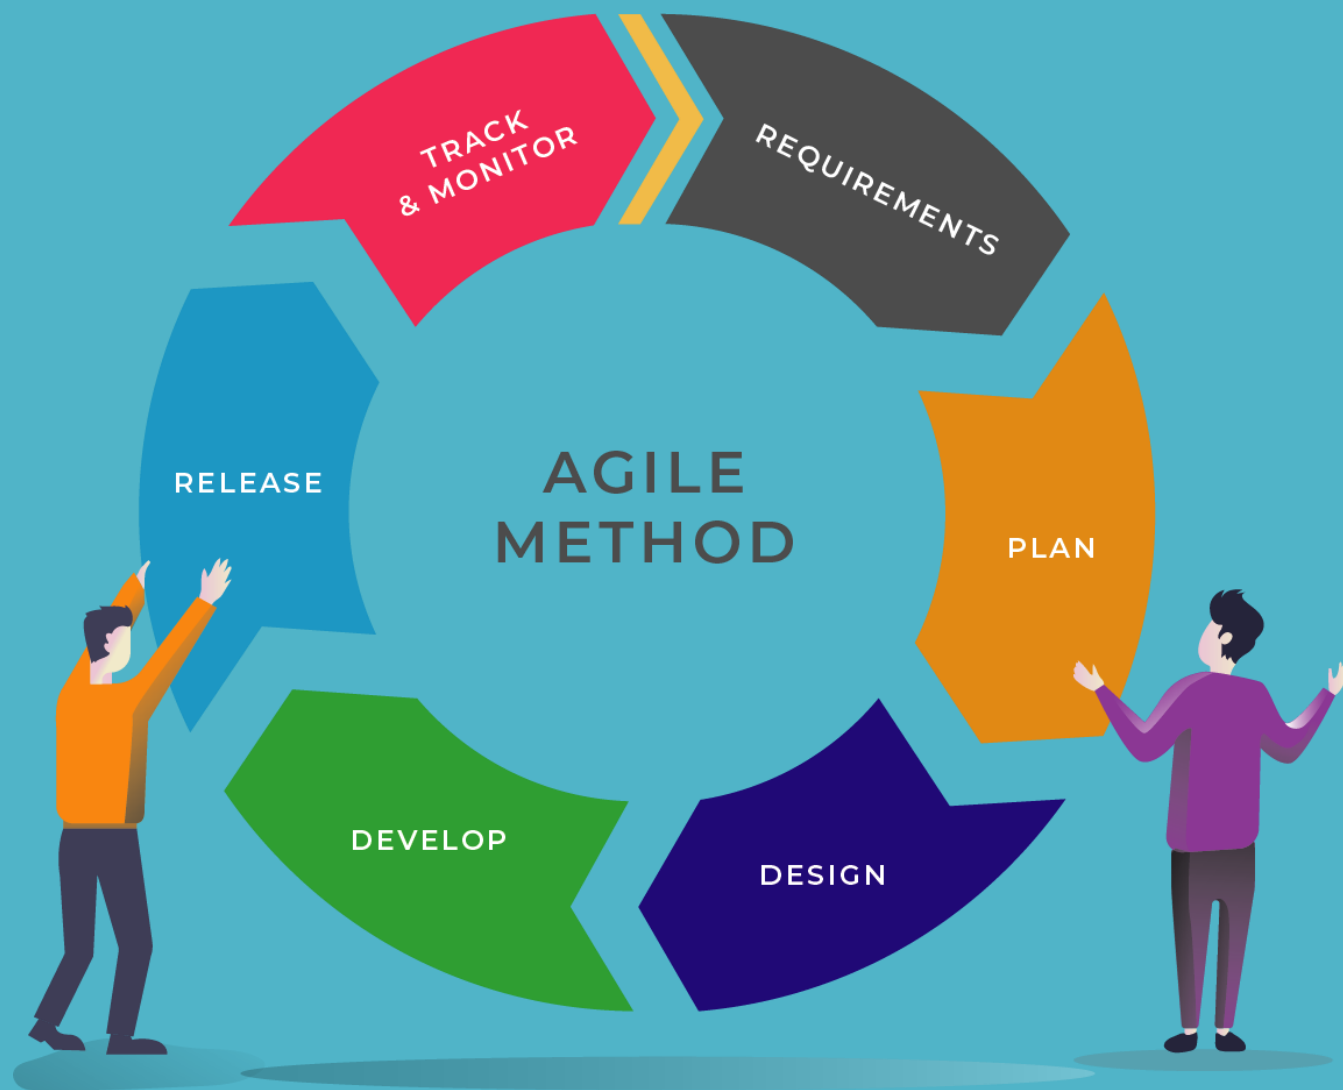 TRACK
& MONITOR
REQUIREMENTS
PLAN
DESIGN
DEVELOP
RELEASE
AGILE
METHOD